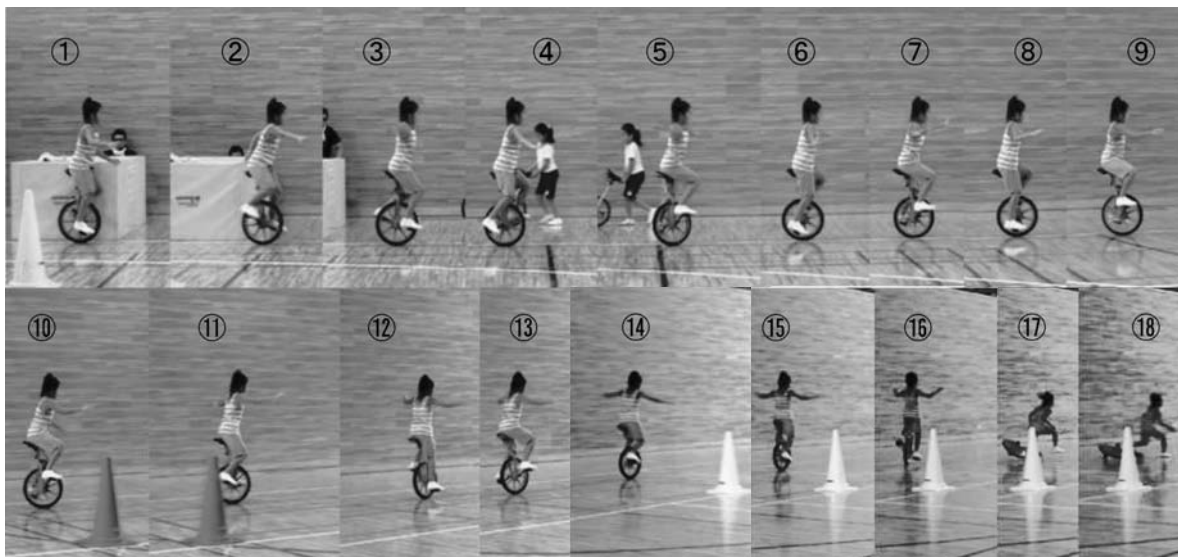 ① ② ③ ④ ⑤ ⑥ ⑦ ⑧ ⑨
⑩ ⑪ ⑫ ⑬ ⑭ ⑮ ⑯ ⑰ ⑱